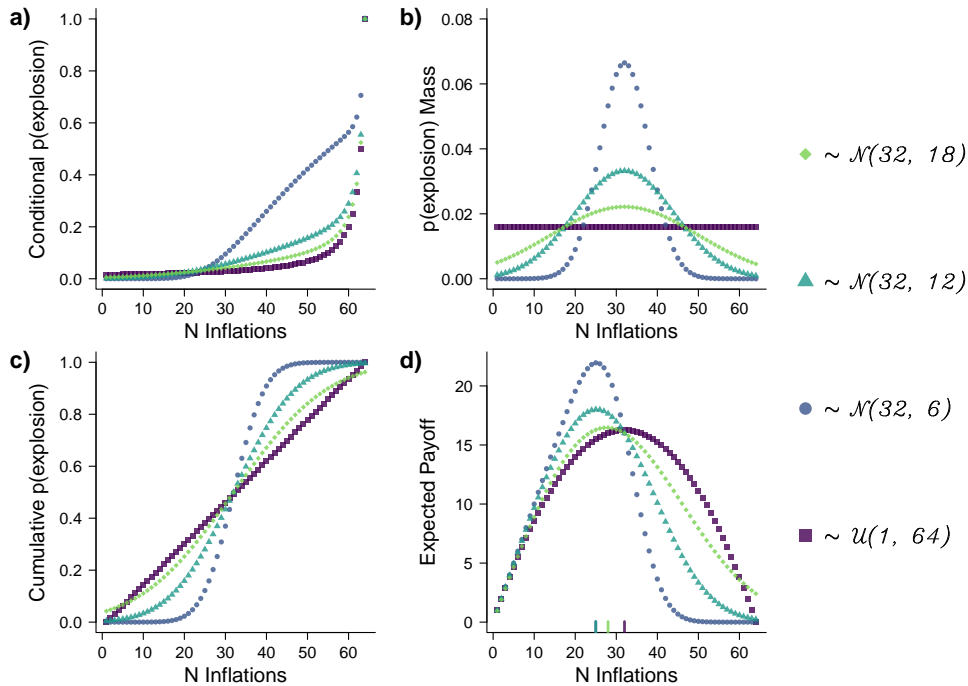 a)
Conditional p(explosion)
1.0
0.8
0.6
0.4
0.2
0.0
0 10 20 30 40 50 60
N Inflations
b)
p(explosion) Mass
0.08
0.06
0.04
0.02
0.00
0 10 20 30 40 50 60
N Inflations
c)
Cumulative p(explosion)
1.0
0.8
0.6
0.4
0.2
0.0
0 10 20 30 40 50 60
N Inflations
d)
Expected Payoff
20
15
10
5
0
0 10 20 30 40 50 60
N Inflations
~ N(32, 18)
~ N(32, 12)
~ N(32, 6)
~ U(1, 64)